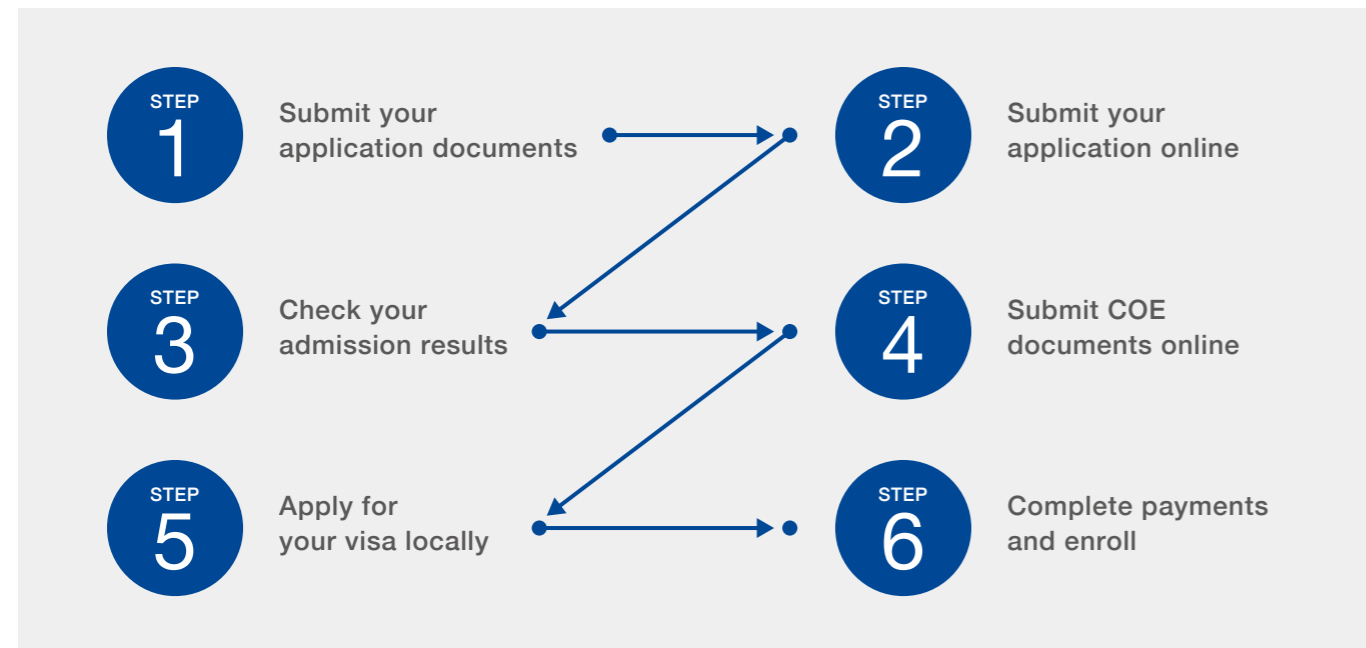 STEP
1
Submit your
application documents
STEP
2
Submit your
application online
STEP
3
Check your
admission results
STEP
4
Submit COE
documents online
STEP
5
Apply for
your visa locally
STEP
6
Complete payments
and enroll